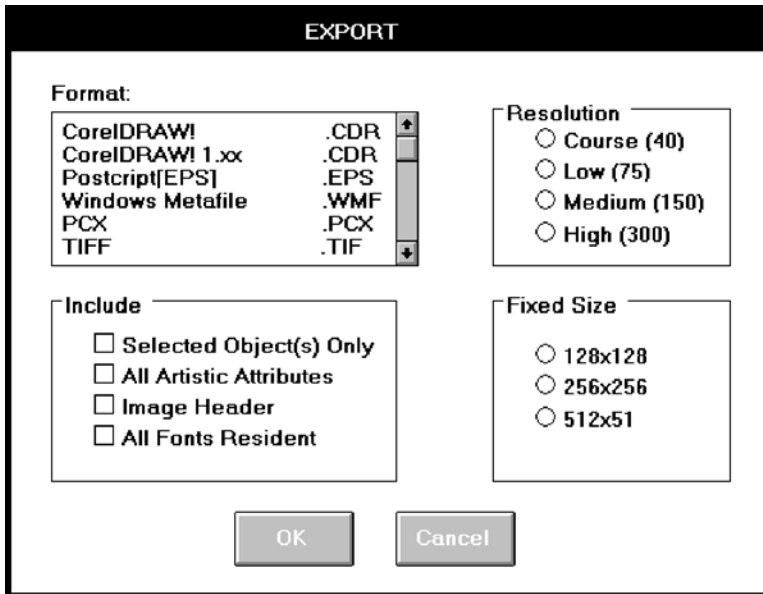 EXPORT
Format:
CorelDRAW! .CDR
CorelDRAW! 1.xx .CDR
Postcript[EPS] .EPS
Windows Metafile .WMF
PCX .PCX
TIFF .TIF
Resolution
Course (40)
Low (75)
Medium (150)
High (300)
Include
Selected Object(s) Only
All Artistic Attributes
Image Header
All Fonts Resident
Fixed Size
128x128
256x256
512x51
OK
Cancel